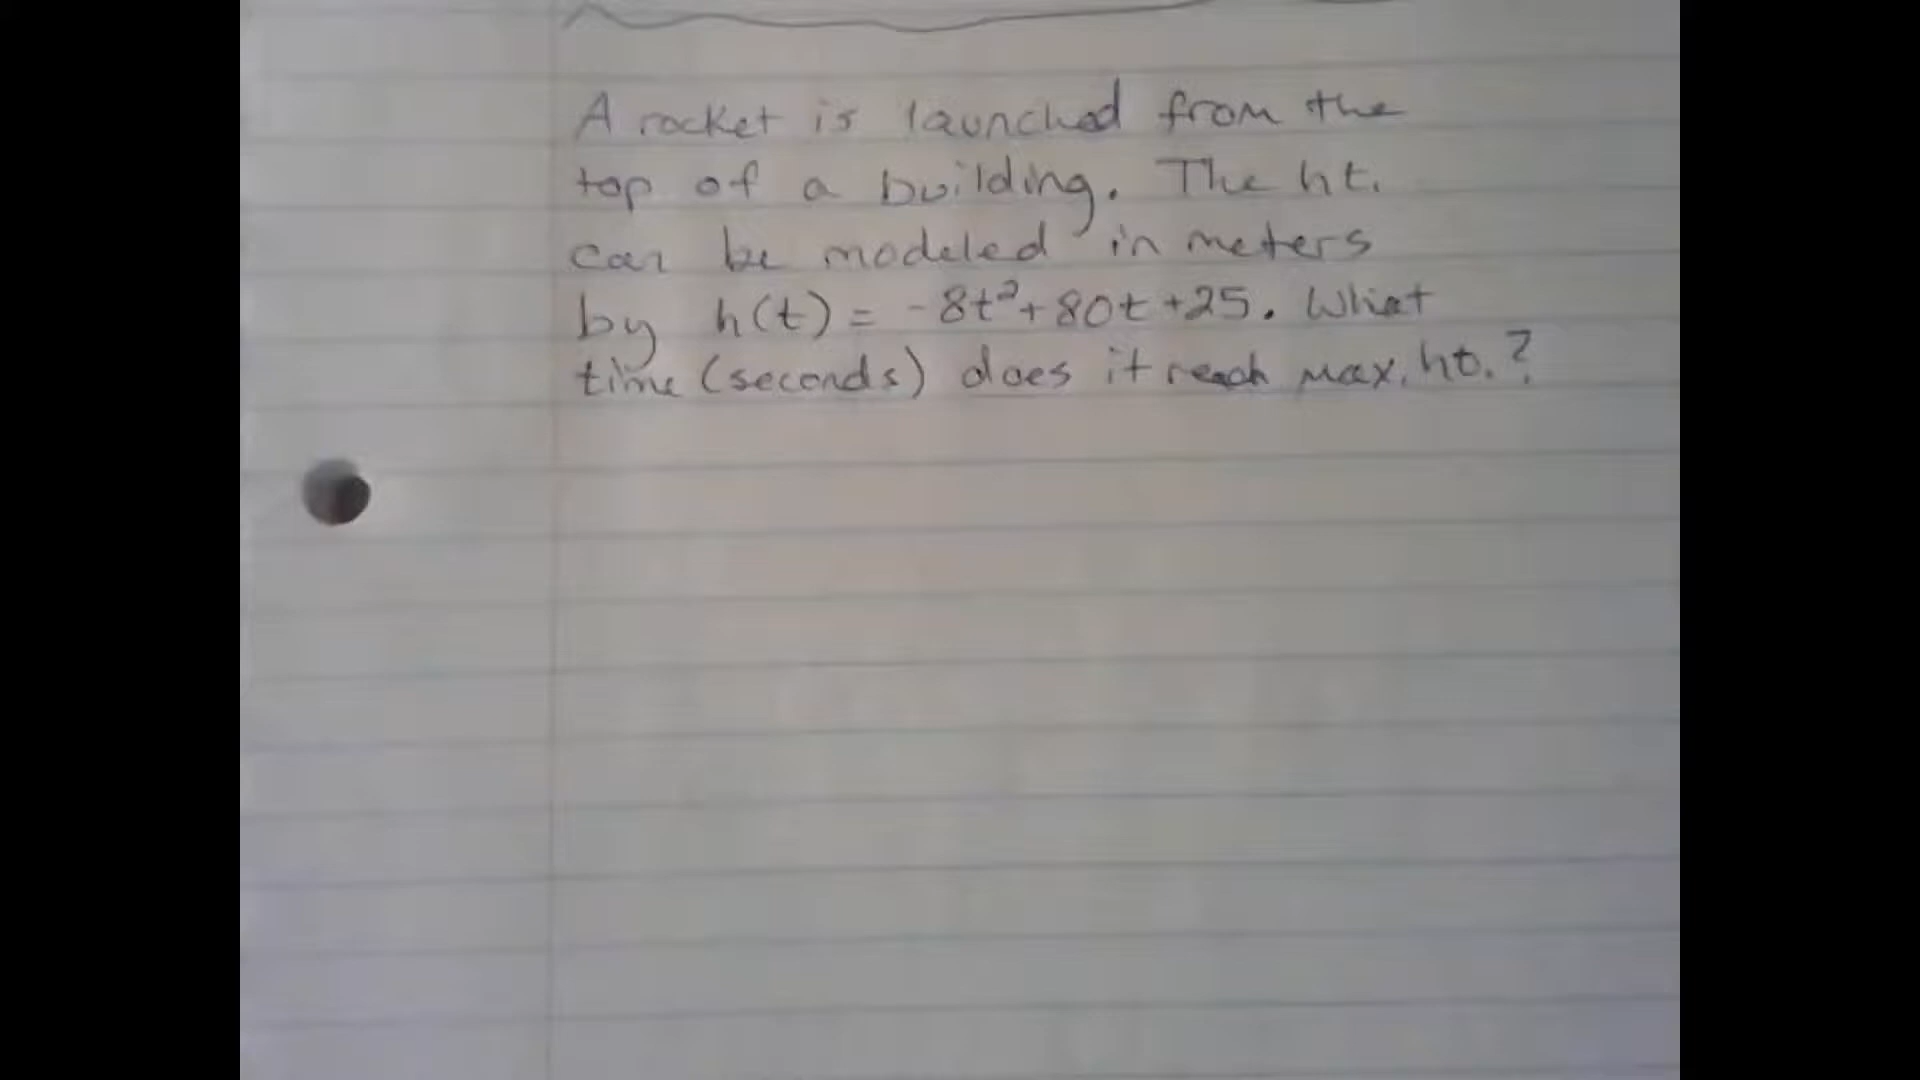 A rocket is launched from the
top of a building. The ht.
can be modeled in meters
by h(t) = -8t²+80t+25. What
time (seconds) does it reach max. ht.?